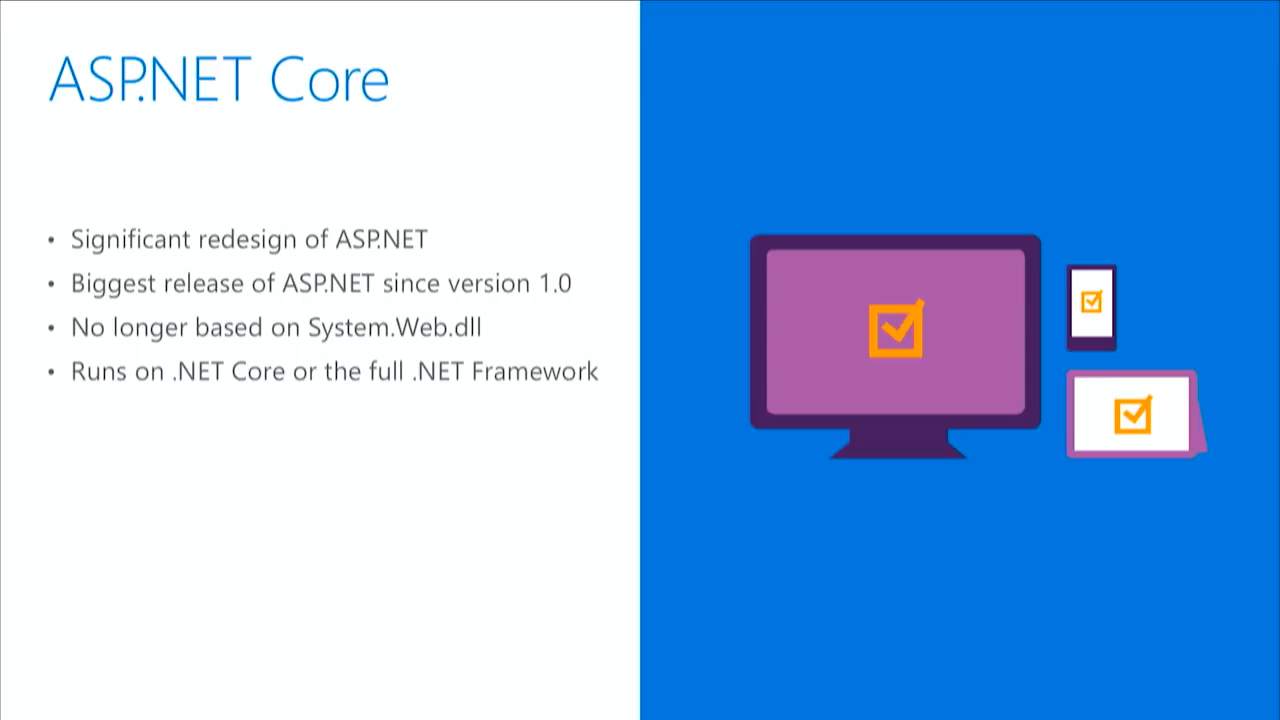 ASP.NET Core
• Significant redesign of ASP.NET
• Biggest release of ASP.NET since version 1.0
• No longer based on System.Web.dll
• Runs on .NET Core or the full .NET Framework